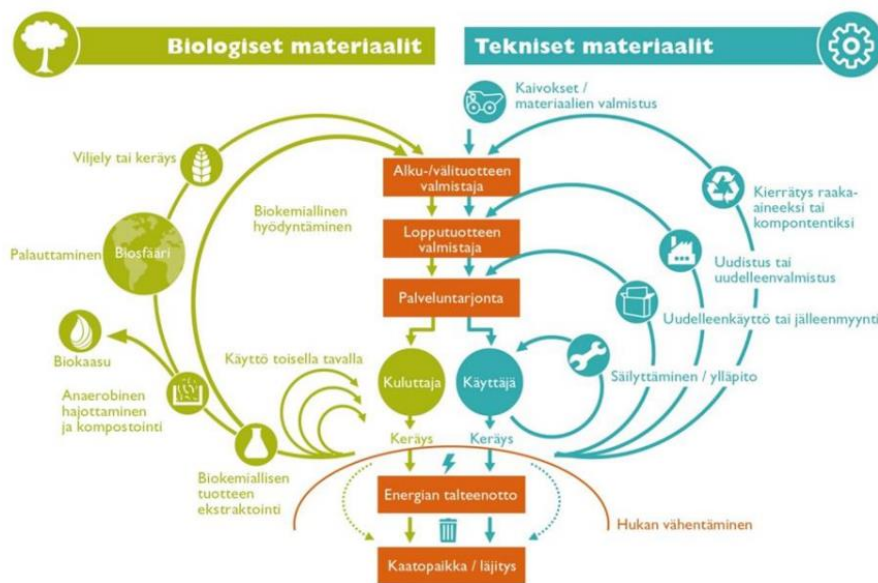 Biologiset materiaalit
Tekniset materiaalit
Kaivokset /
materiaalien valmistus
Viljely tai keräys
Alku-/välituotteen
valmistaja
Kierrätys raaka-
aineeksi tai
kompontentiksi
Biokemiallinen
hyödyntäminen
Lopputuotteen
valmistaja
Palauttaminen
Biosfääri
Uudistus tai
uudelleenvalmistus
Palveluntarjonta
Uudelleenkäyttö tai jälleenmyynti
Biokaasu
Käyttö toisella tavalla
Kuluttaja
Käyttäjä
Säilyttäminen / ylläpito
Anaerobinen
hajottaminen
ja kompostointi
Keräys
Keräys
Biokemiallisen
tuotteen
ekstraktointi
Energian talteenotto
Hukan vähentäminen
Kaatopaikka / läjitys